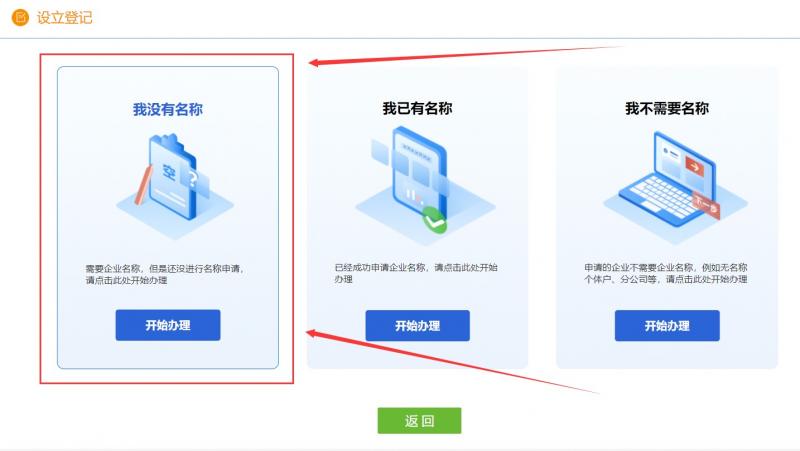 设立登记
我没有名称
空
?
需要企业名称，但是还没进行名称申请，
请点击此处开始办理
开始办理
我已有名称
已经成功申请企业名称，请点击此处开始
办理
开始办理
我不需要名称
下一步
申请的企业不需要企业名称，例如无名称
个体户、分公司等，请点击此处开始办理
开始办理
返回